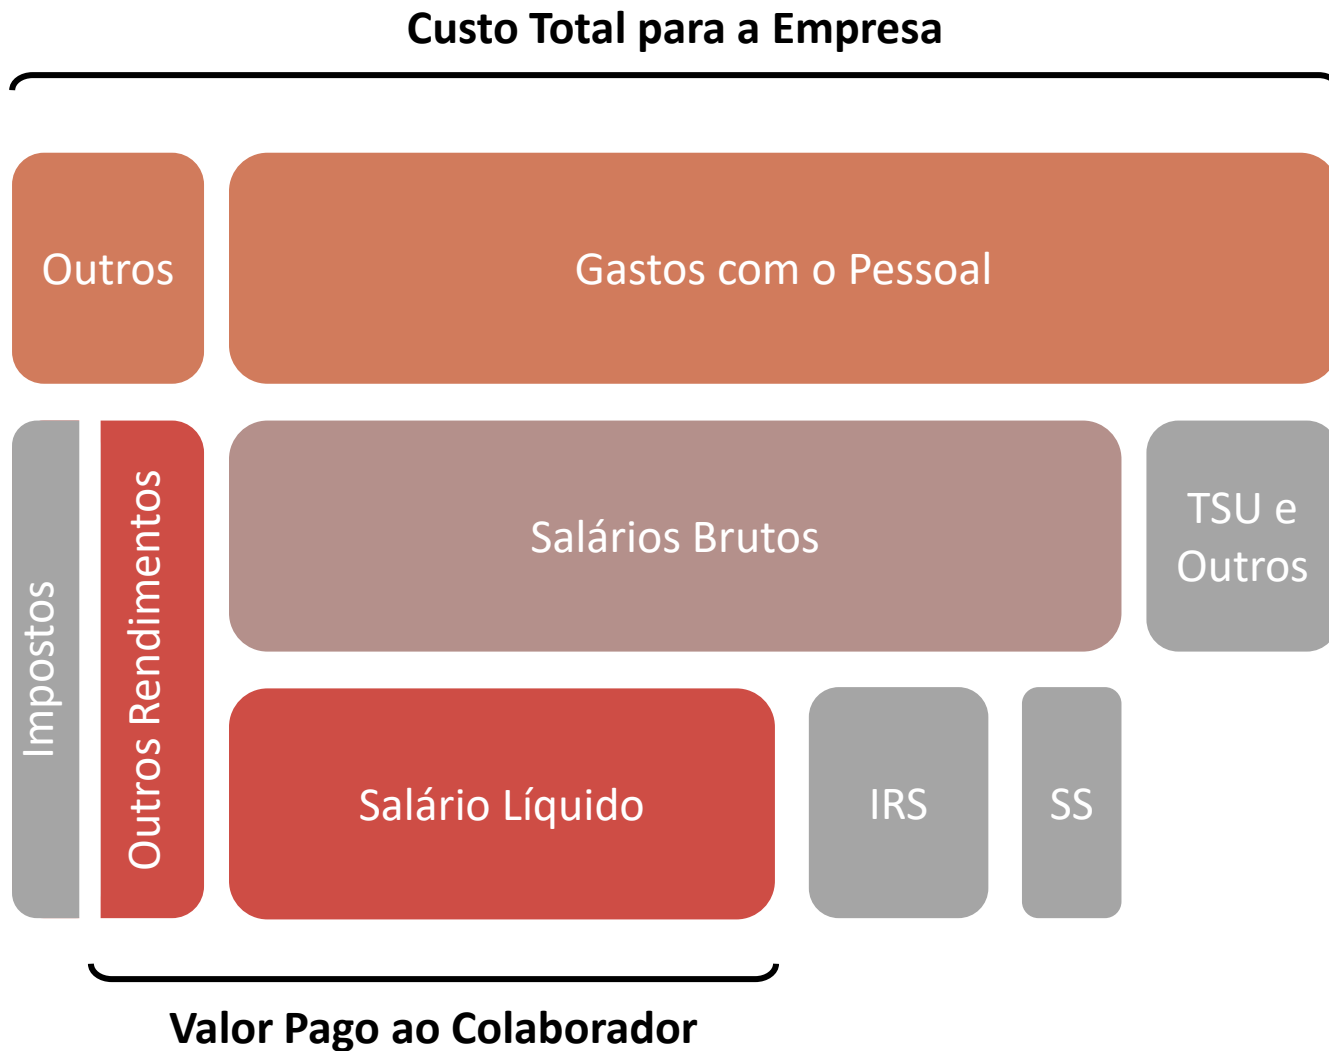 Custo Total para a Empresa
Outros
Gastos com o Pessoal
Impostos
Outros Rendimentos
Salários Brutos
TSU e
Outros
Salário Líquido
IRS
SS
Valor Pago ao Colaborador